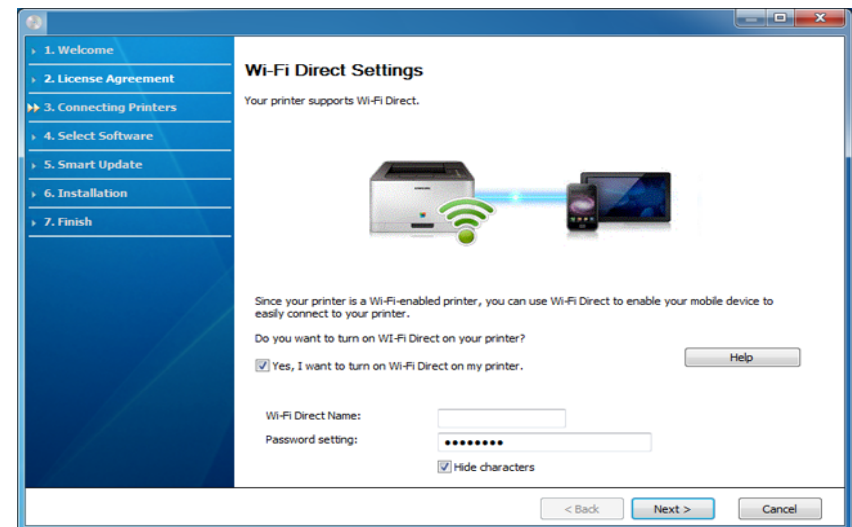 1. Welcome
2. License Agreement
3. Connecting Printers
4. Select Software
5. Smart Update
6. Installation
7. Finish
Wi-Fi Direct Settings
Your printer supports Wi-Fi Direct.
Since your printer is a Wi-Fi-enabled printer, you can use Wi-Fi Direct to enable your mobile device to
easily connect to your printer.
Do you want to turn on WI-Fi Direct on your printer?
Yes, I want to turn on Wi-Fi Direct on my printer.
Help
Wi-Fi Direct Name:
Password setting:
●●●●●●●●
Hide characters
< Back
Next >
Cancel